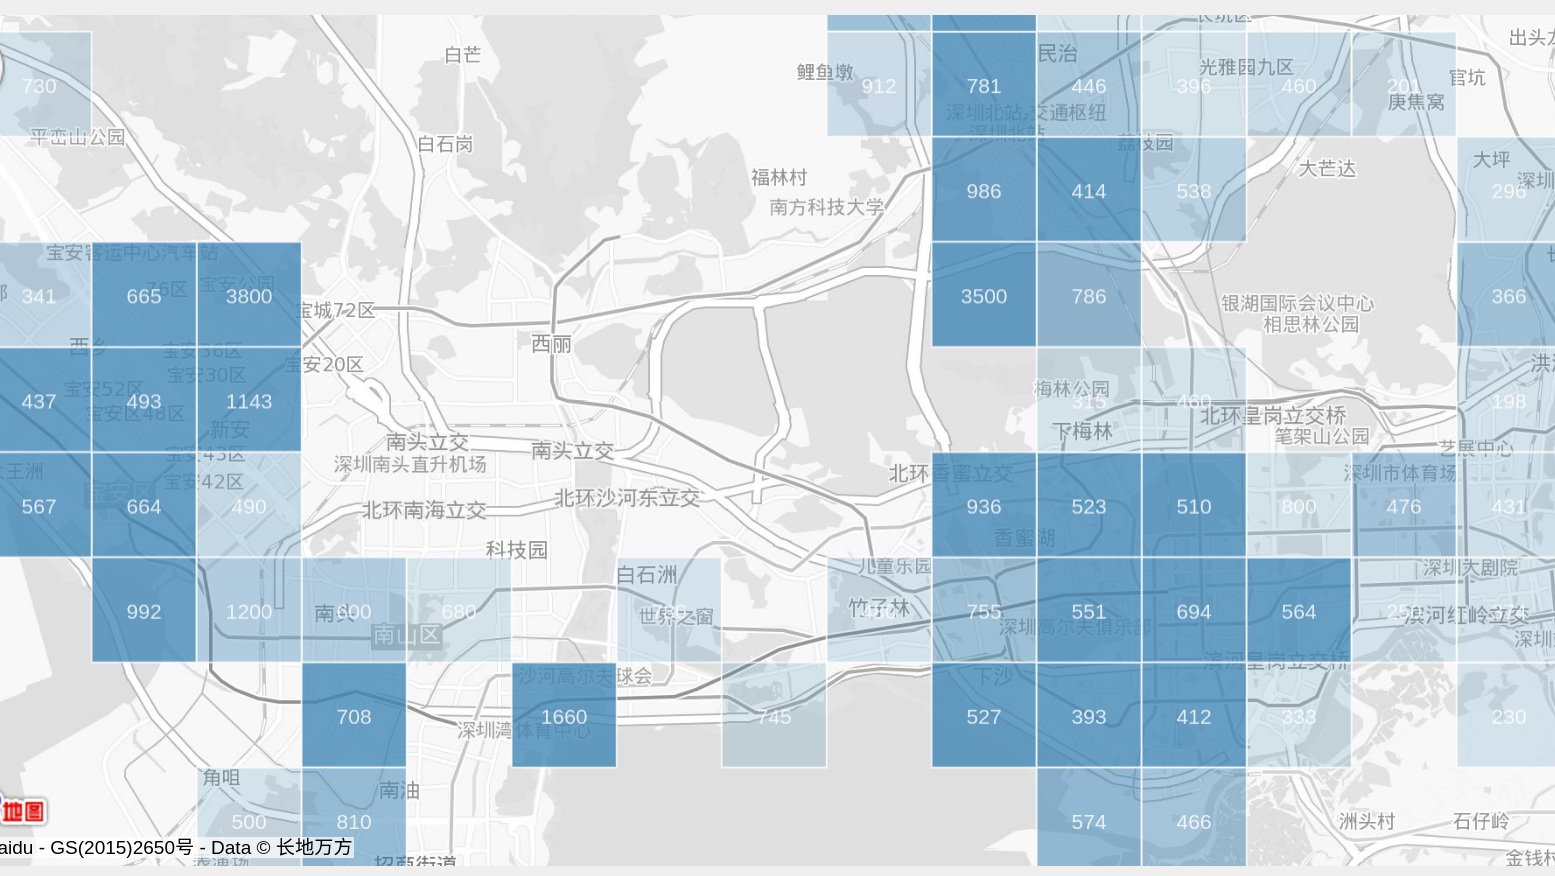 长坑区
出头
白芒
民治
鲤鱼墩
光雅园九区
官坑
730
912
781
446
396
460
201
庚焦窝
深圳北站-交通枢纽
深圳北站
平峦山公园
白石岗
荔枝园
大坪
大芒达
福林村
深圳
986
414
538
296
南方科技大学
宝安客运中心汽车站
76区
宝安公园
341
665
3800
3500
786
366
宝城72区
银湖国际会议中心
相思林公园
西丽
西乡
宝安36区
宝安20区
洪
宝安30区
宝安52区
梅林公园
437
493
1143
315
460
198
宝安区48区
北环皇岗立交桥
新安
下梅林
笔架山公园
南头立交
南头立交
艺展中心
宝安43区
深圳南头直升机场
王洲
北环香蜜立交
深圳市体育场
宝安42区
北环沙河东立交
567
664
490
936
523
510
800
476
431
北环南海立交
香蜜湖
科技园
儿童乐园
深圳大剧院
白石洲
992
1200
南
600
680
世界之窗
竹子林
755
551
694
564
250
滨河红岭立交
南山区
深圳高尔夫俱乐部
深圳
滨河皇岗立交桥
沙河高尔夫球会
下沙
708
1660
745
527
393
412
333
230
深圳湾体育中心
角咀
南油
500
810
574
466
洲头村
石仔岭
地图
aidu - GS(2015)2650号 - Data © 长地万方
招商街道
金钱